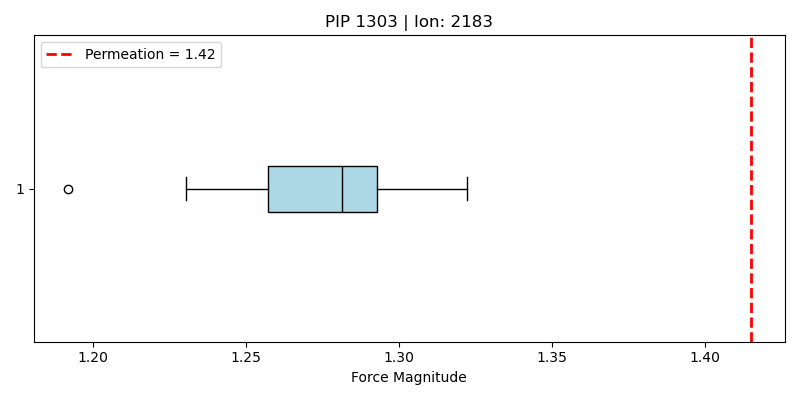 PIP 1303 | lon: 2183
Permeation = 1.42
1
1.20 1.25 1.30 1.35 1.40
Force Magnitude